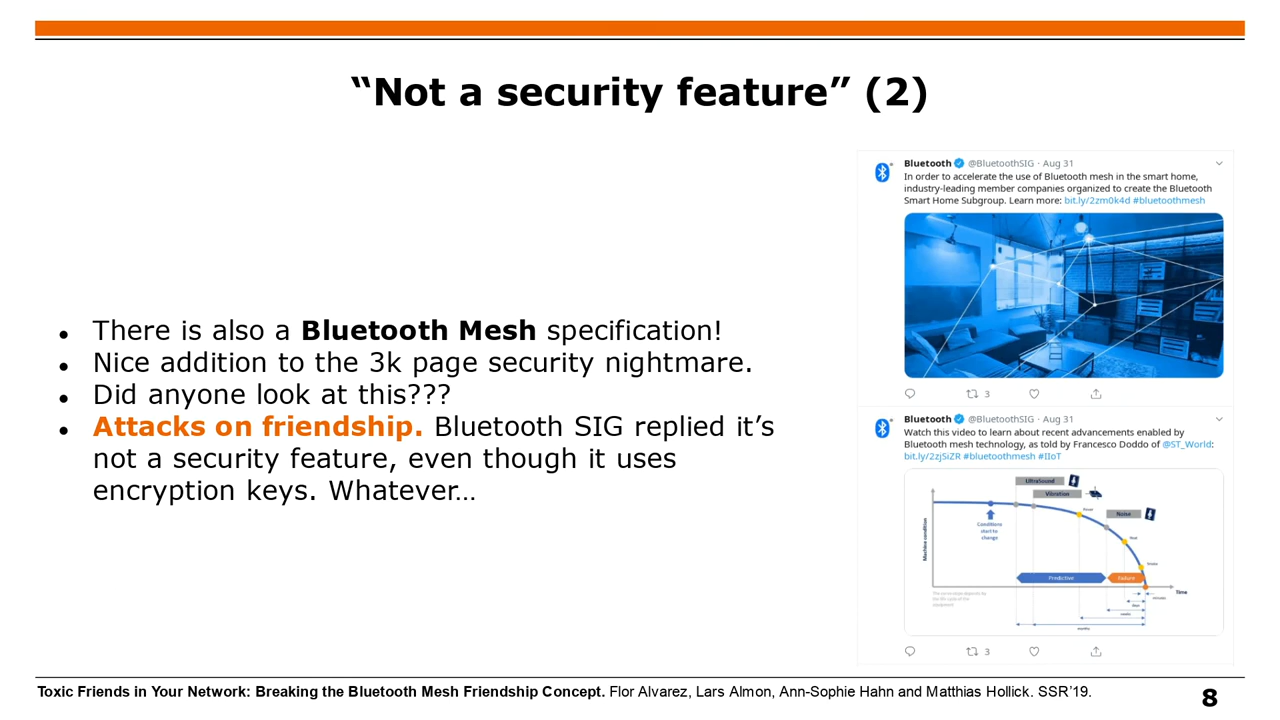 “Not a security feature” (2)
● There is also a Bluetooth Mesh specification!
● Nice addition to the 3k page security nightmare.
● Did anyone look at this???
● Attacks on friendship. Bluetooth SIG replied it’s
not a security feature, even though it uses
encryption keys. Whatever…
Bluetooth @BluetoothSIG · Aug 31
In order to accelerate the use of Bluetooth mesh in the smart home,
industry-leading member companies organized to create the Bluetooth
Smart Home Subgroup. Learn more: bit.ly/2zm0k4d #bluetoothmesh
3
Bluetooth @BluetoothSIG · Aug 31
Watch this video to learn about recent advancements enabled by
Bluetooth mesh technology, as told by Francesco Doddo of @ST_World:
bit.ly/2zjSiZR #bluetoothmesh #IIoT
UltraSound
Vibration
Noise
Machine condition
Conditions
start to
change
Predictive
Failure
Time
minutes
days
weeks
months
3
Toxic Friends in Your Network: Breaking the Bluetooth Mesh Friendship Concept. Flor Alvarez, Lars Almon, Ann-Sophie Hahn and Matthias Hollick. SSR’19.
8